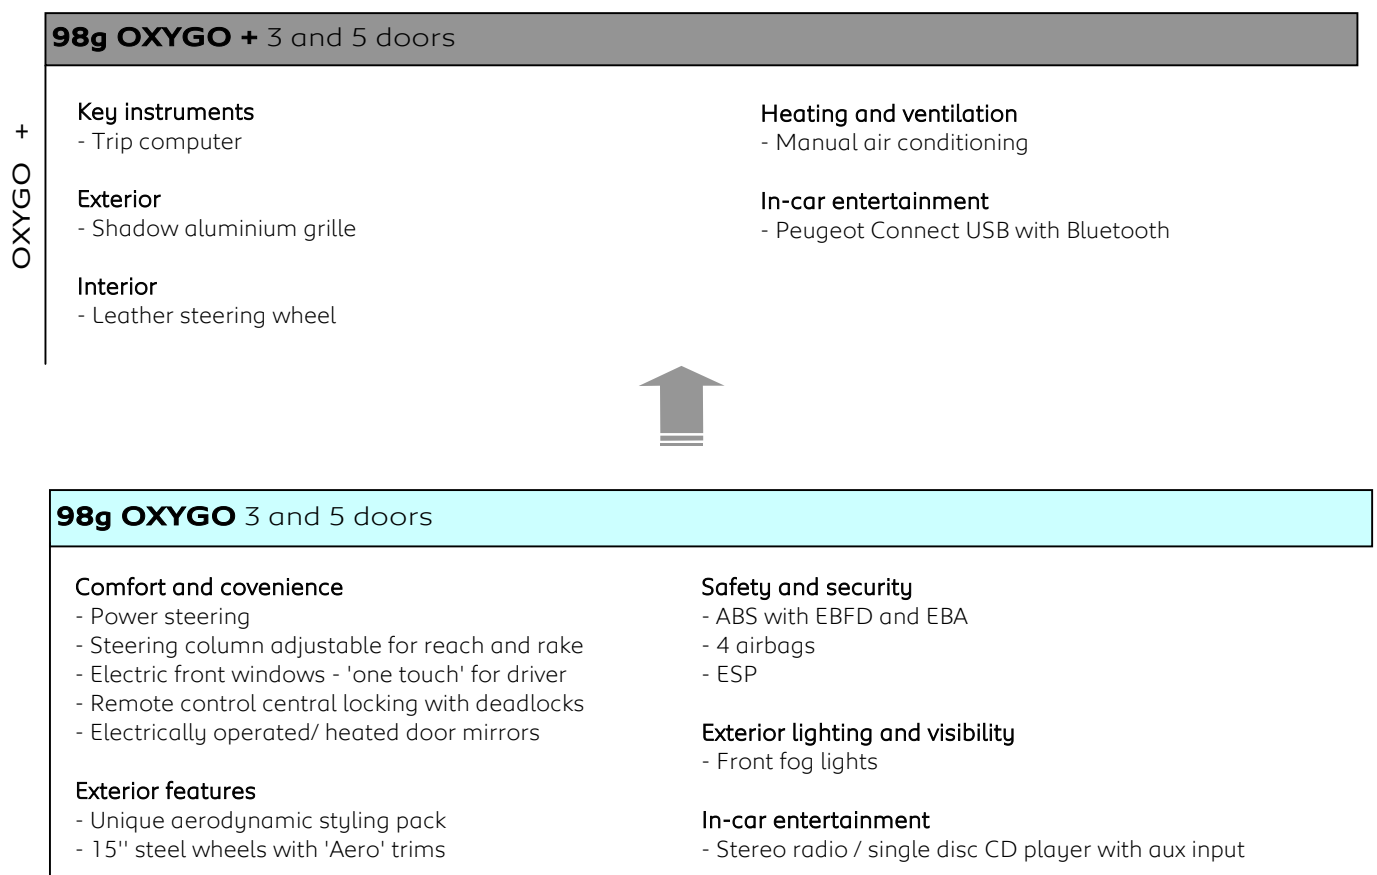 98g OXYGO + 3 and 5 doors
OXYGO +
Key instruments
- Trip computer
Exterior
- Shadow aluminium grille
Interior
- Leather steering wheel
Heating and ventilation
- Manual air conditioning
In-car entertainment
- Peugeot Connect USB with Bluetooth
98g OXYGO 3 and 5 doors
Comfort and covenience
- Power steering
- Steering column adjustable for reach and rake
- Electric front windows - 'one touch' for driver
- Remote control central locking with deadlocks
- Electrically operated/ heated door mirrors
Exterior features
- Unique aerodynamic styling pack
- 15'' steel wheels with 'Aero' trims
Safety and security
- ABS with EBFD and EBA
- 4 airbags
- ESP
Exterior lighting and visibility
- Front fog lights
In-car entertainment
- Stereo radio / single disc CD player with aux input